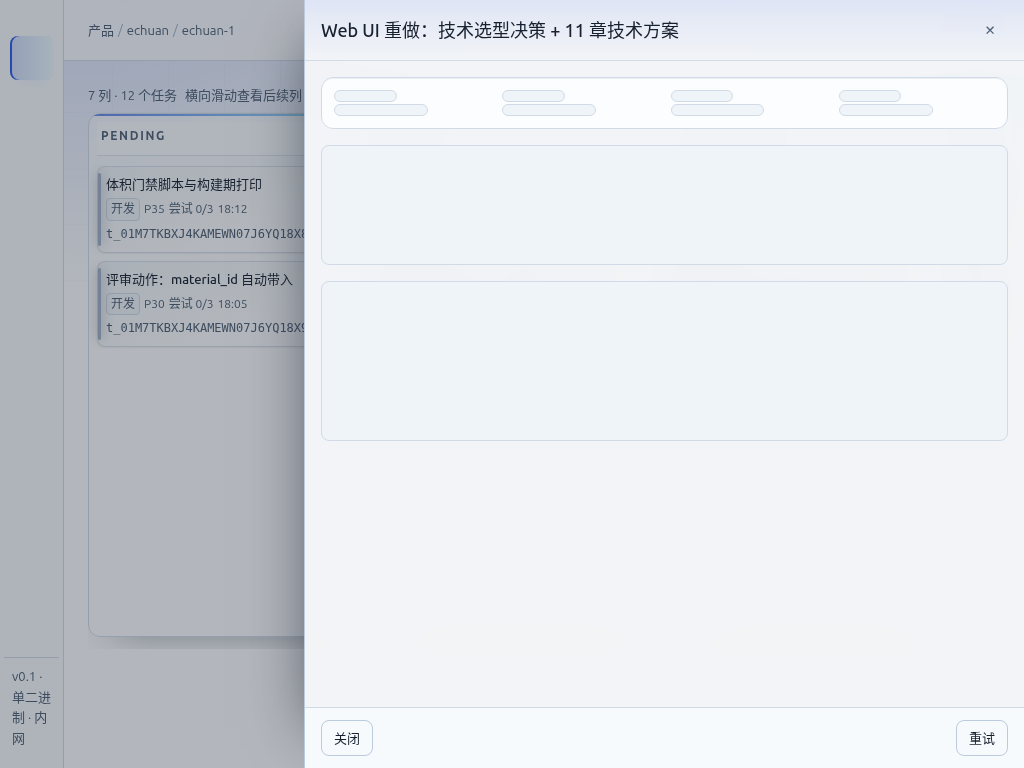 产品 / echuan / echuan-1
7 列 · 12 个任务 横向滑动查看后续列
PENDING
体积门禁脚本与构建期打印
开发 P35 尝试 0/3 18:12
t_01M7TKBXJ4KAMEWN07J6YQ18X
评审动作：material_id 自动带入
开发 P30 尝试 0/3 18:05
t_01M7TKBXJ4KAMEWN07J6YQ18X
v0.1 ·
单二进
制 · 内
网
Web UI 重做：技术选型决策 + 11 章技术方案
×
关闭
重试